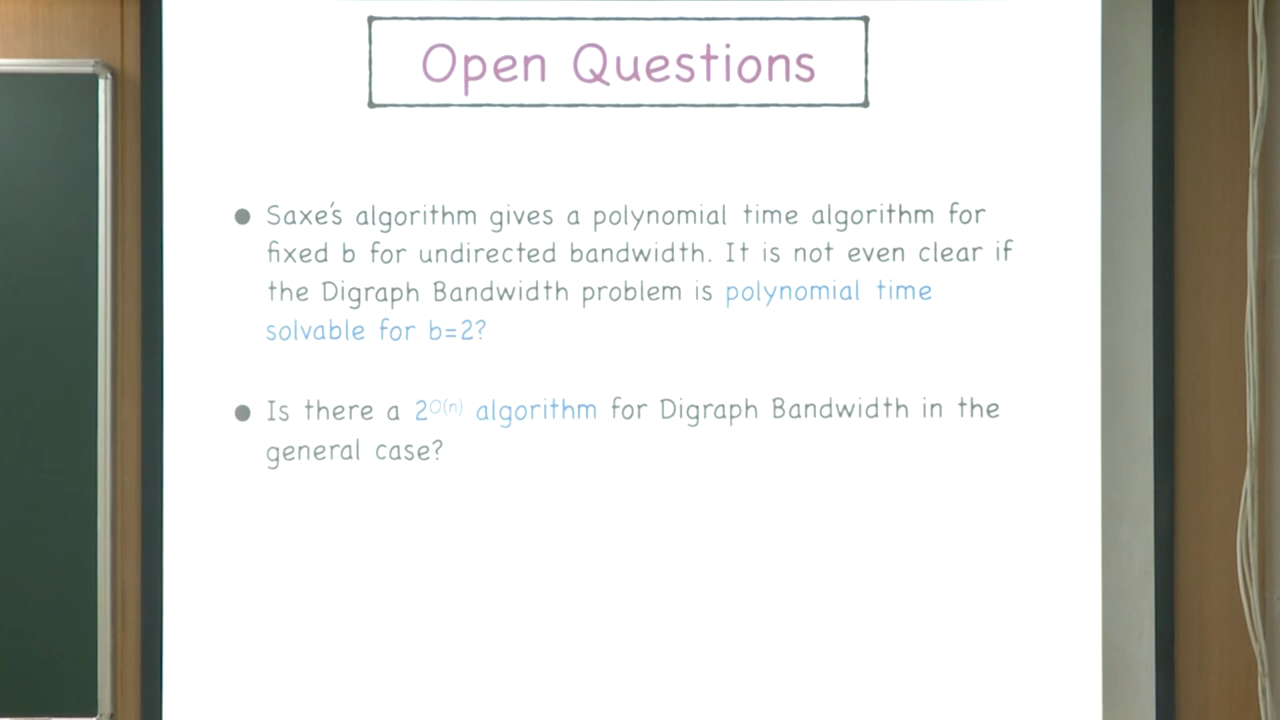 Open Questions
Saxe's algorithm gives a polynomial time algorithm for
fixed b for undirected bandwidth. It is not even clear if
the Digraph Bandwidth problem is polynomial time
solvable for b=2?
Is there a 2^O(n) algorithm for Digraph Bandwidth in the
general case?